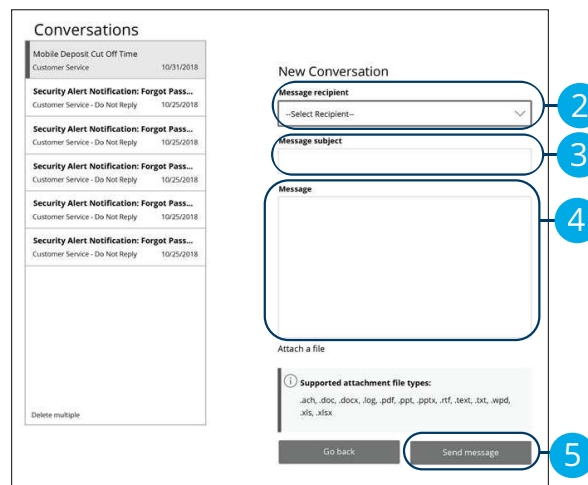 Conversations
Mobile Deposit Cut Off Time
Customer Service 10/31/2018
Security Alert Notification: Forgot Pass...
Customer Service - Do Not Reply 10/25/2018
Security Alert Notification: Forgot Pass...
Customer Service - Do Not Reply 10/25/2018
Security Alert Notification: Forgot Pass...
Customer Service - Do Not Reply 10/25/2018
Security Alert Notification: Forgot Pass...
Customer Service - Do Not Reply 10/25/2018
Security Alert Notification: Forgot Pass...
Customer Service - Do Not Reply 10/25/2018
Delete multiple
New Conversation
Message recipient
--Select Recipient--
2
Message subject
3
Message
4
Attach a file
Supported attachment file types:
.ach, .doc, .docx, .log, .pdf, .ppt, .pptx, .rtf, .text, .txt, .wpd,
.xls, .xlsx
Go back
Send message
5